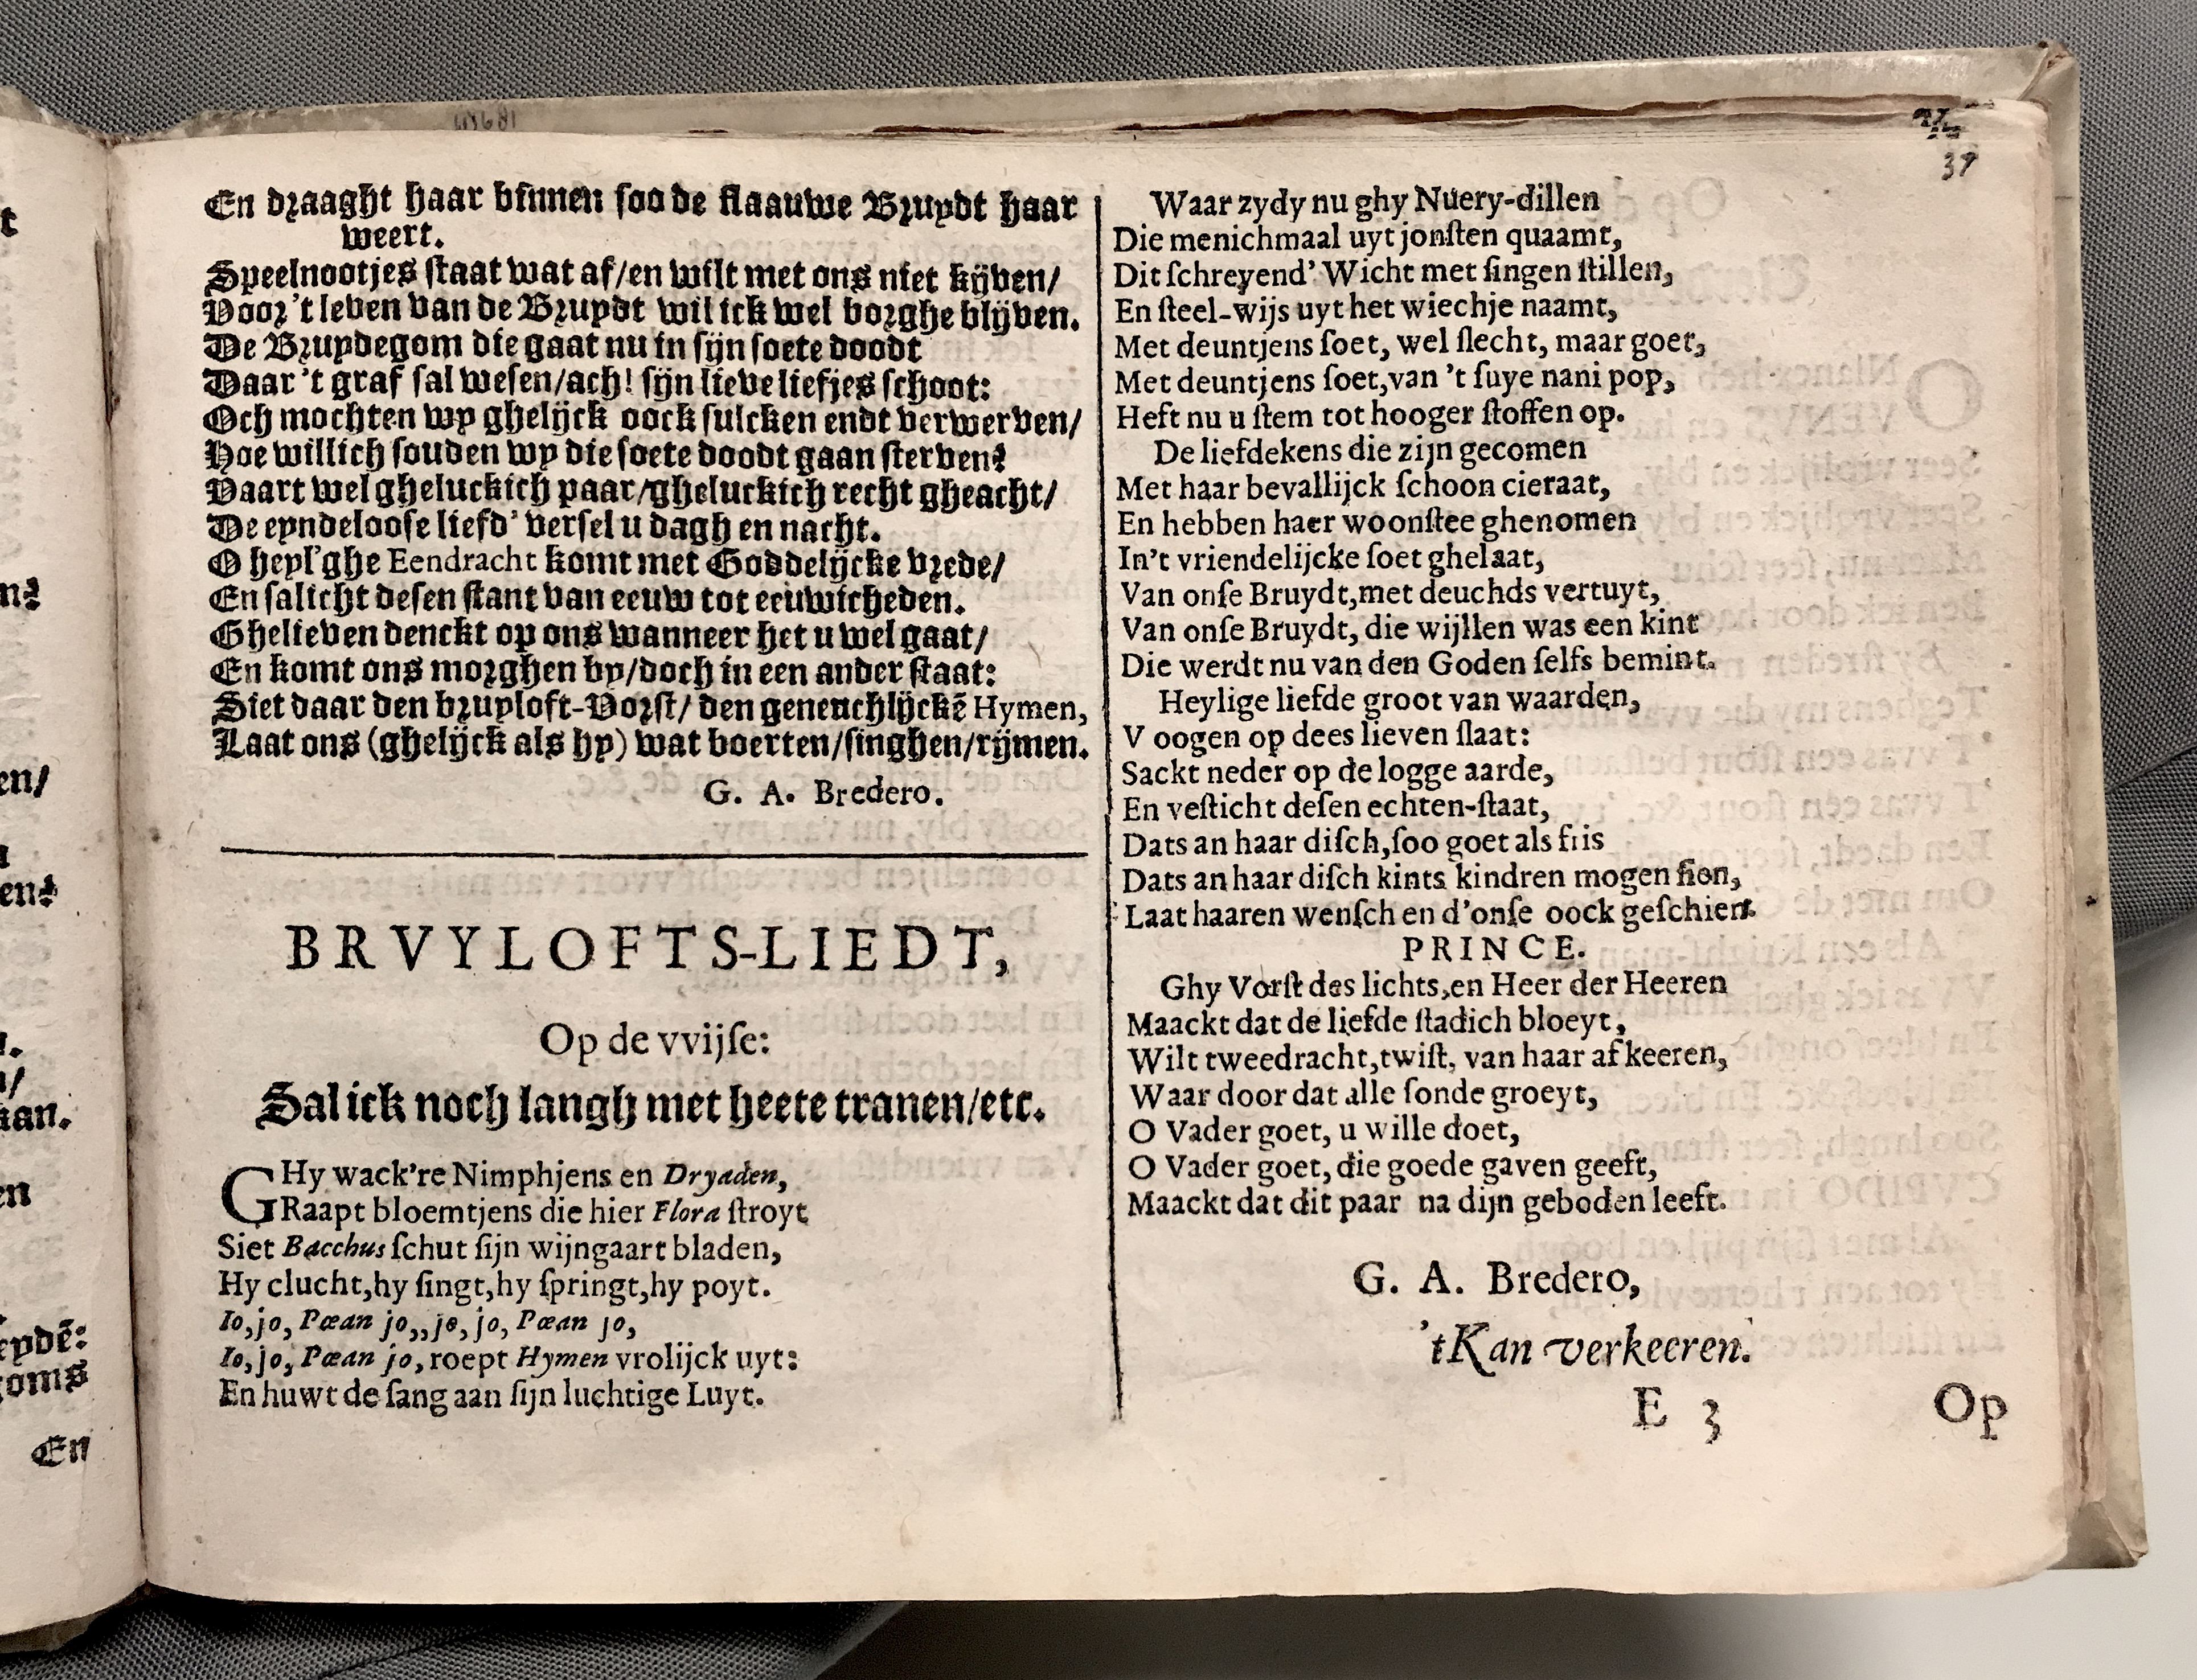 En draaght haar binnen soo de flaauwe Bruydt haar
weert.
Speelnootjes staat wat af/en wilt met ons niet kijven/
Voor 't leven van de Bruydt wil ick wel borghe blijven.
De Bruydegom die gaat nu in sijn soete doodt
Daar 't graf sal wesen/ach! sijn lieve liefjes schoot:
Och mochten wy ghelijck oock sulcken endt verwerven/
Hoe willich souden wy die soete doodt gaan sterven?
Vaart wel gheluckich paar/gheluckich recht gheacht/
De eyndeloose liefd' versel u dagh en nacht.
O heyl'ghe Eendracht komt met Goddelijcke vrede/
En salicht desen stant van eeuw tot eeuwicheden.
Ghelieven denckt op ons wanneer het u wel gaat/
En komt ons morghen by/doch in een ander staat:
Siet daar den bruyloft-Vorst/ den geneuchlijckē Hymen,
Laat ons (ghelijck als hy) wat boerten/singhen/rijmen.
G. A. Bredero.
BRVYLOFTS-LIEDT,
Op de vvijse:
Sal ick noch langh met heete tranen/etc.
GHy wack're Nimphjens en Dryaden,
Raapt bloemtjens die hier Flora stroyt
Siet Bacchus schut sijn wijngaart bladen,
Hy clucht,hy singt,hy springt,hy poyt.
Io,jo, Pæan jo,,jo,jo, Pæan jo,
Io,jo, Pæan jo,roept Hymen vrolijck uyt:
En huwt de sang aan sijn luchtige Luyt.
Waar zydy nu ghy Nuery-dillen
Die menichmaal uyt jonsten quaamt,
Dit schreyend' Wicht met singen stillen,
En steel-wijs uyt het wiechje naamt,
Met deuntjens soet, wel slecht, maar goet,
Met deuntjens soet,van 't suye nani pop,
Heft nu u stem tot hooger stoffen op.
De liefdekens die zijn gecomen
Met haar bevallijck schoon cieraat,
En hebben haer woonstee ghenomen
In't vriendelijcke soet ghelaat,
Van onse Bruydt,met deuchds vertuyt,
Van onse Bruydt, die wijllen was een kint
Die werdt nu van den Goden selfs bemint.
Heylige liefde groot van waarden,
V oogen op dees lieven slaat:
Sackt neder op de logge aarde,
En vesticht desen echten-staat,
Dats an haar disch,soo goet als fris
Dats an haar disch kints kindren mogen sien,
Laat haaren wensch en d'onse oock geschien.
PRINCE.
Ghy Vorst des lichts,en Heer der Heeren
Maackt dat de liefde stadich bloeyt,
Wilt tweedracht,twist, van haar af keeren,
Waar door dat alle sonde groeyt,
O Vader goet, u wille doet,
O Vader goet, die goede gaven geeft,
Maackt dat dit paar na dijn geboden leeft.
G. A. Bredero,
'tKan verkeeren.
E 3
Op